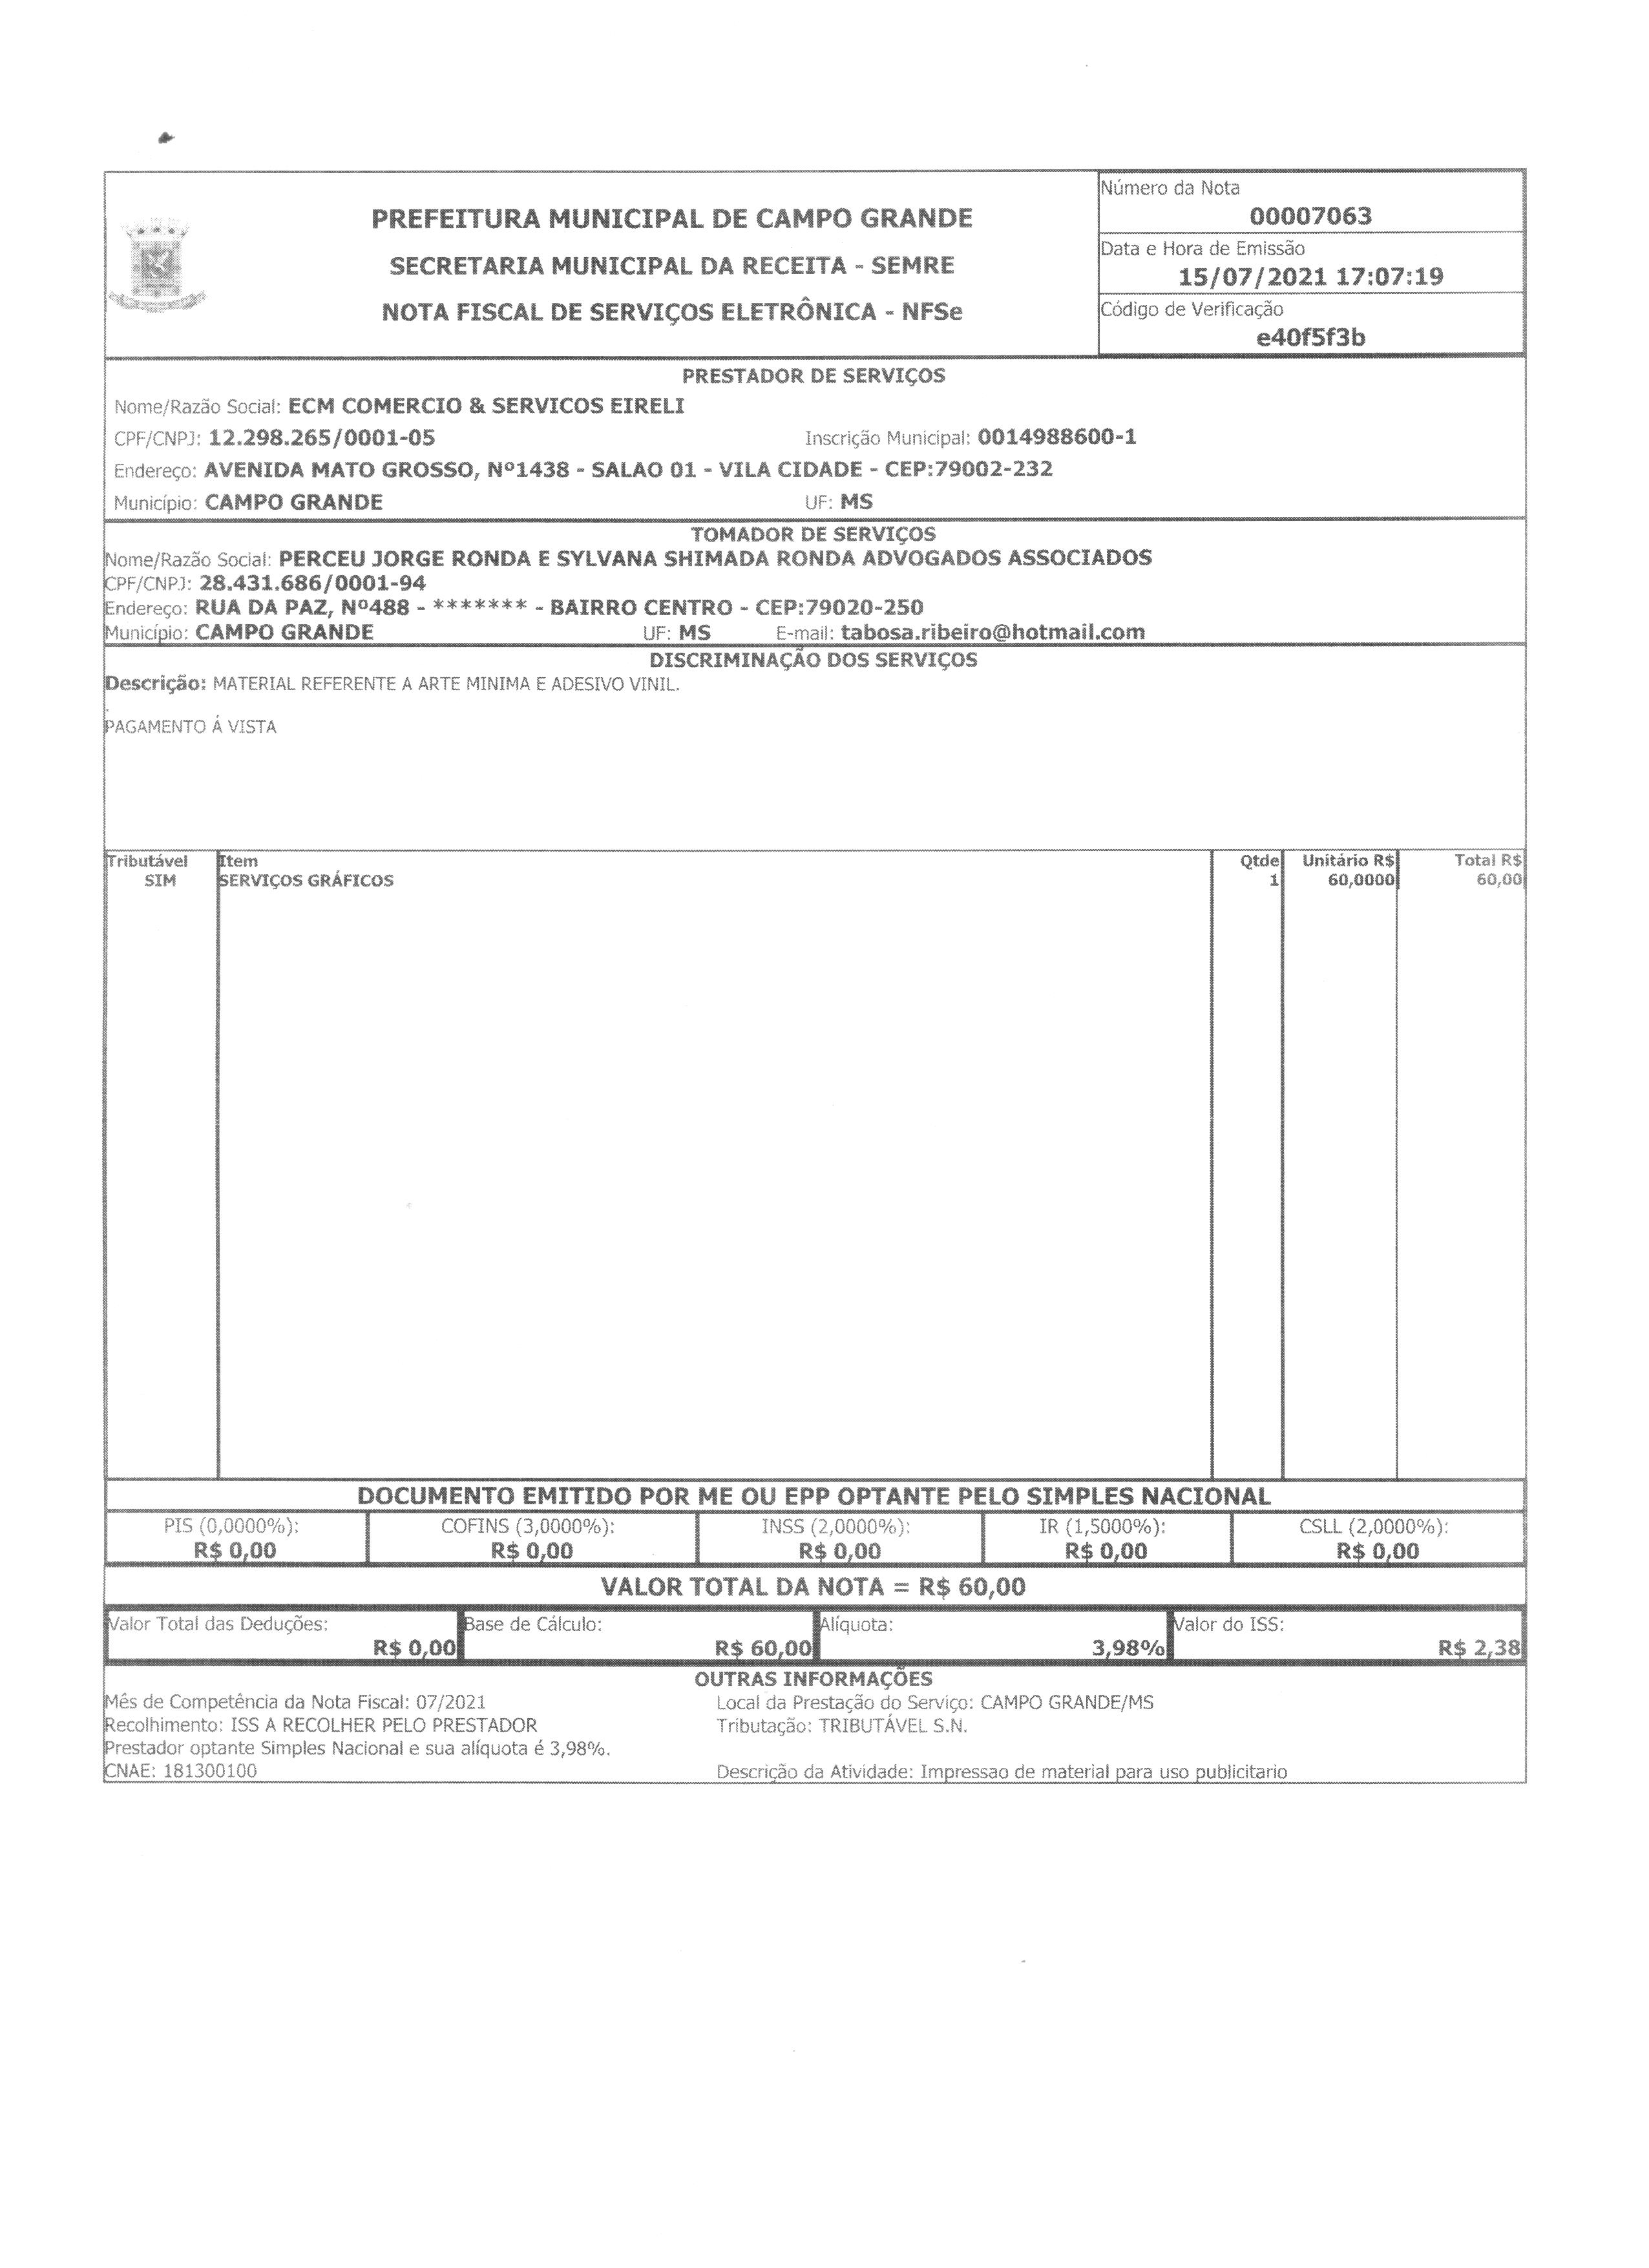 PREFEITURA MUNICIPAL DE CAMPO GRANDE
SECRETARIA MUNICIPAL DA RECEITA - SEMRE
NOTA FISCAL DE SERVIÇOS ELETRÔNICA - NFSe
Número da Nota
00007063
Data e Hora de Emissão
15/07/2021 17:07:19
Código de Verificação
e40f5f3b
PRESTADOR DE SERVIÇOS
Nome/Razão Social: ECM COMERCIO & SERVICOS EIRELI
CPF/CNPJ: 12.298.265/0001-05 Inscrição Municipal: 0014988600-1
Endereço: AVENIDA MATO GROSSO, Nº1438 - SALAO 01 - VILA CIDADE - CEP:79002-232
Município: CAMPO GRANDE UF: MS
TOMADOR DE SERVIÇOS
Nome/Razão Social: PERCEU JORGE RONDA E SYLVANA SHIMADA RONDA ADVOGADOS ASSOCIADOS
CPF/CNPJ: 28.431.686/0001-94
Endereço: RUA DA PAZ, Nº488 - ******* - BAIRRO CENTRO - CEP:79020-250
Município: CAMPO GRANDE UF: MS E-mail: tabosa.ribeiro@hotmail.com
DISCRIMINAÇÃO DOS SERVIÇOS
Descrição: MATERIAL REFERENTE A ARTE MINIMA E ADESIVO VINIL.
.
PAGAMENTO Á VISTA
Tributável Item Qtde Unitário R$ Total R$
SIM SERVIÇOS GRÁFICOS 1 60,0000 60,00
DOCUMENTO EMITIDO POR ME OU EPP OPTANTE PELO SIMPLES NACIONAL
PIS (0,0000%): COFINS (3,0000%): INSS (2,0000%): IR (1,5000%): CSLL (2,0000%):
R$ 0,00 R$ 0,00 R$ 0,00 R$ 0,00 R$ 0,00
VALOR TOTAL DA NOTA = R$ 60,00
Valor Total das Deduções: Base de Cálculo: Alíquota: Valor do ISS:
R$ 0,00 R$ 60,00 3,98% R$ 2,38
OUTRAS INFORMAÇÕES
Mês de Competência da Nota Fiscal: 07/2021 Local da Prestação do Serviço: CAMPO GRANDE/MS
Recolhimento: ISS A RECOLHER PELO PRESTADOR Tributação: TRIBUTÁVEL S.N.
Prestador optante Simples Nacional e sua alíquota é 3,98%.
CNAE: 181300100 Descrição da Atividade: Impressao de material para uso publicitario